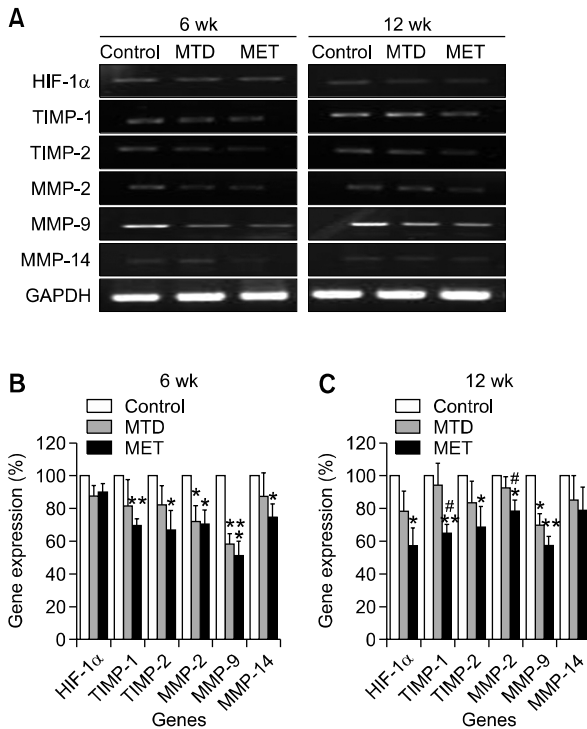 A
6 wk
12 wk
Control MTD MET
Control MTD MET
HIF-1α
TIMP-1
TIMP-2
MMP-2
MMP-9
MMP-14
GAPDH
B
6 wk
Control
MTD
MET
Gene expression (%)
120
100
80
60
40
20
0
** * * * ** * *
HIF-1α TIMP-1 TIMP-2 MMP-2 MMP-9 MMP-14
Genes
C
12 wk
Control
MTD
MET
Gene expression (%)
120
100
80
60
40
20
0
* # ** * # * * **
HIF-1α TIMP-1 TIMP-2 MMP-2 MMP-9 MMP-14
Genes